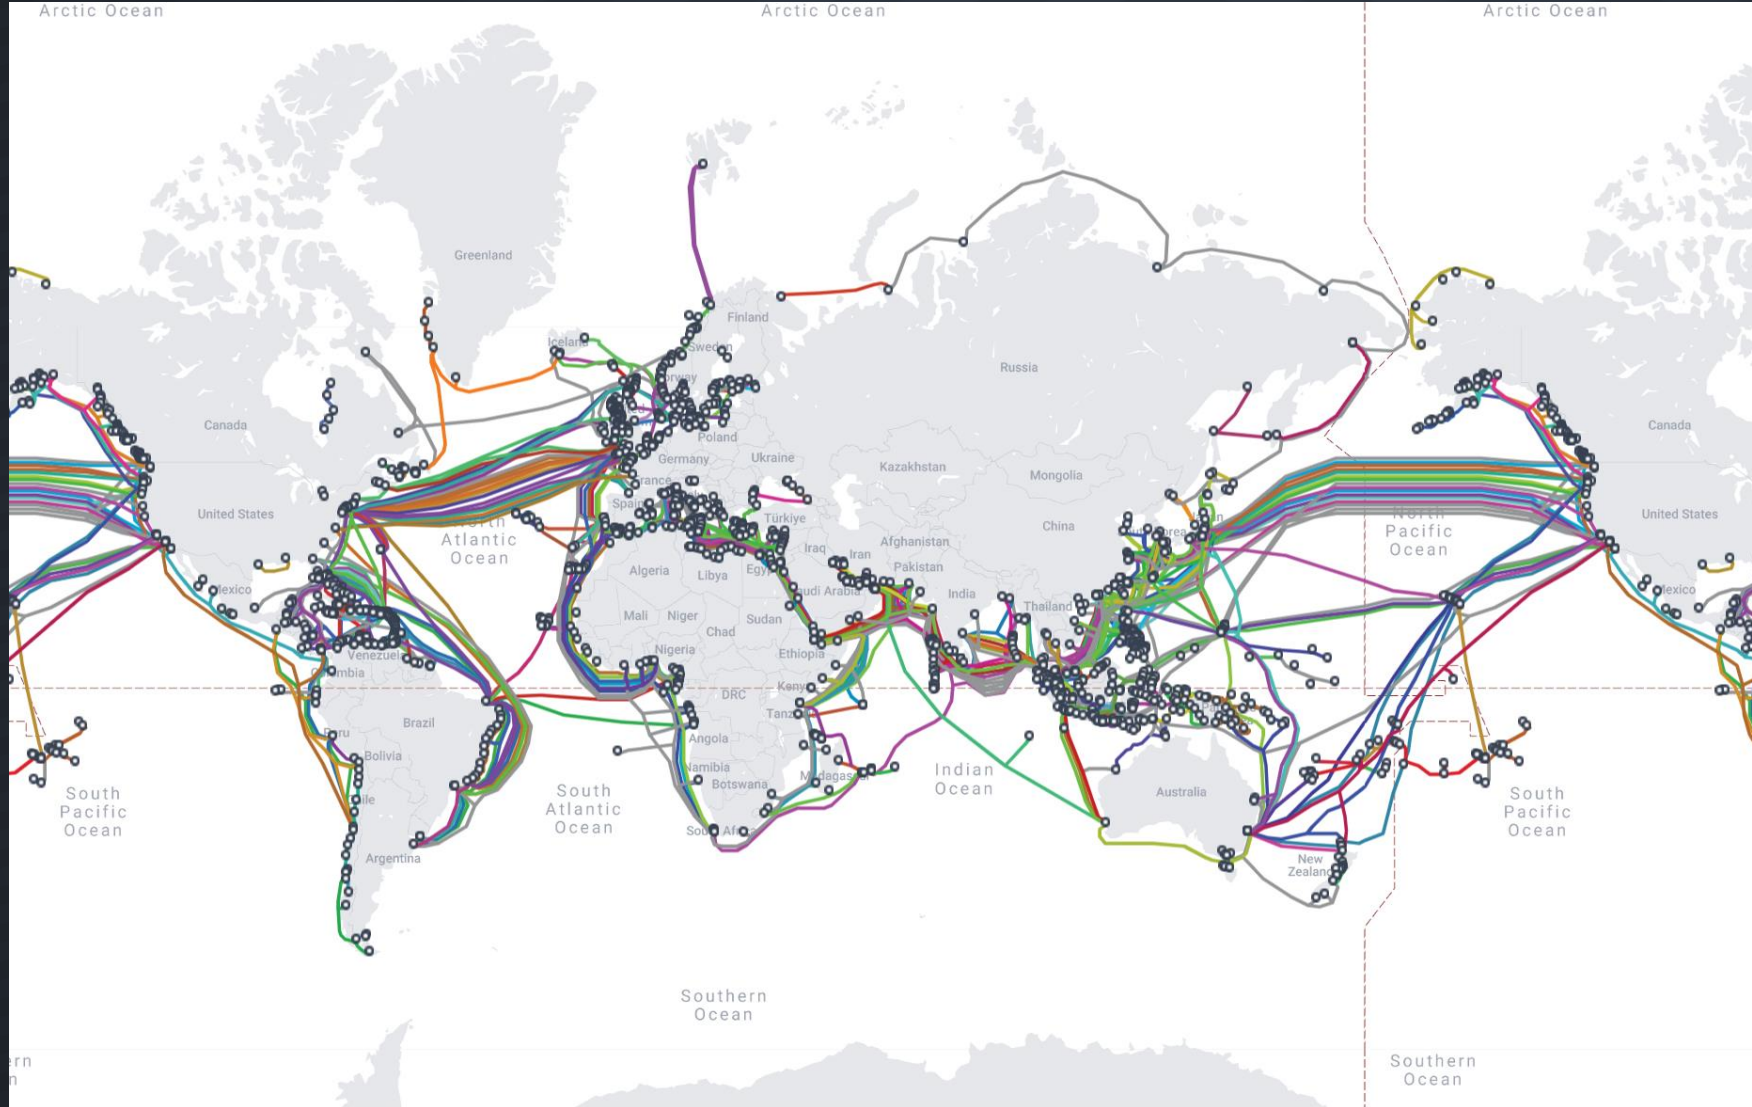 Arctic Ocean
Arctic Ocean
Arctic Ocean
Greenland
Finland
Iceland
Sweden
Russia
Canada
Canada
Poland
Germany
Ukraine
Kazakhstan
Mongolia
United States
Spain
Türkiye
China
North
Atlantic
Ocean
North
Pacific
Ocean
United States
Afghanistan
Iraq
Iran
Pakistan
Algeria
Libya
India
Thailand
Mali
Niger
Sudan
Chad
Nigeria
Ethiopia
Venezuela
DRC
Brazil
Angola
Bolivia
Namibia
Botswana
Madagascar
Indian
Ocean
Australia
South
Pacific
Ocean
South
Atlantic
Ocean
South
Pacific
Ocean
Argentina
New
Zealand
Southern
Ocean
Southern
Ocean